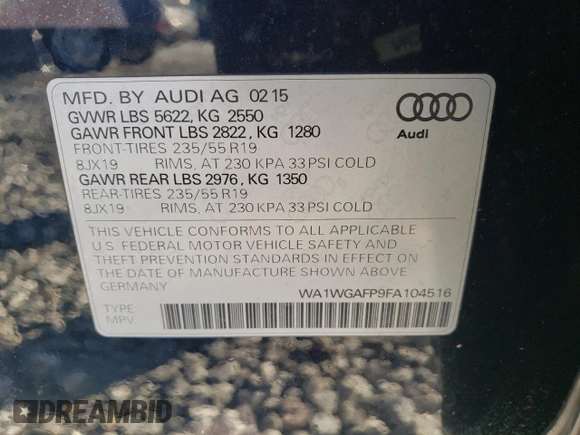 MFD. BY AUDI AG 02 15
GVWR LBS 5622, KG 2550
GAWR FRONT LBS 2822, KG 1280
FRONT-TIRES 235/55 R19
8JX19 RIMS, AT 230 KPA 33 PSI COLD
GAWR REAR LBS 2976, KG 1350
REAR-TIRES 235/55 R19
8JX19 RIMS, AT 230 KPA 33 PSI COLD
Audi
THIS VEHICLE CONFORMS TO ALL APPLICABLE
U.S. FEDERAL MOTOR VEHICLE SAFETY AND
THEFT PREVENTION STANDARDS IN EFFECT ON
THE DATE OF MANUFACTURE SHOWN ABOVE.
GERMANY
WA1WGAFP9FA104516
TYPE
MPV
DREAMBID